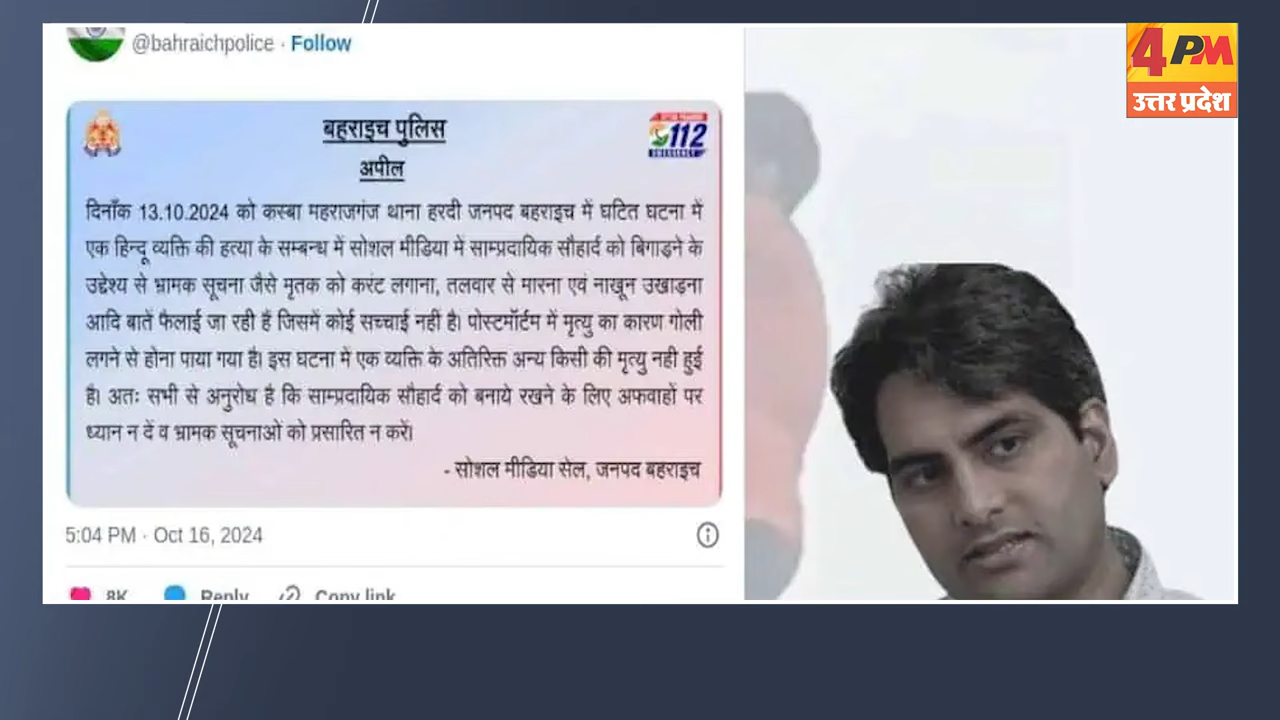 @bahraichpolice · Follow
बहराइच पुलिस
अपील
112
दिनाँक 13.10.2024 को कस्बा महराजगंज थाना हरदी जनपद बहराइच में घटित घटना में
एक हिन्दू व्यक्ति की हत्या के सम्बन्ध में सोशल मीडिया में साम्प्रदायिक सौहार्द को बिगाड़ने के
उद्देश्य से भ्रामक सूचना जैसे मृतक को करंट लगाना, तलवार से मारना एवं नाखून उखाड़ना
आदि बातें फैलाई जा रही हैं जिसमें कोई सच्चाई नहीं है। पोस्टमॉर्टम में मृत्यु का कारण गोली
लगने से होना पाया गया है। इस घटना में एक व्यक्ति के अतिरिक्त अन्य किसी की मृत्यु नही हुई
है। अतः सभी से अनुरोध है कि साम्प्रदायिक सौहार्द को बनाये रखने के लिए अफवाहों पर
ध्यान न दें व भ्रामक सूचनाओं को प्रसारित न करें।
- सोशल मीडिया सेल, जनपद बहराइच
5:04 PM · Oct 16, 2024
8K Reply Copy link
4PM
उत्तर प्रदेश